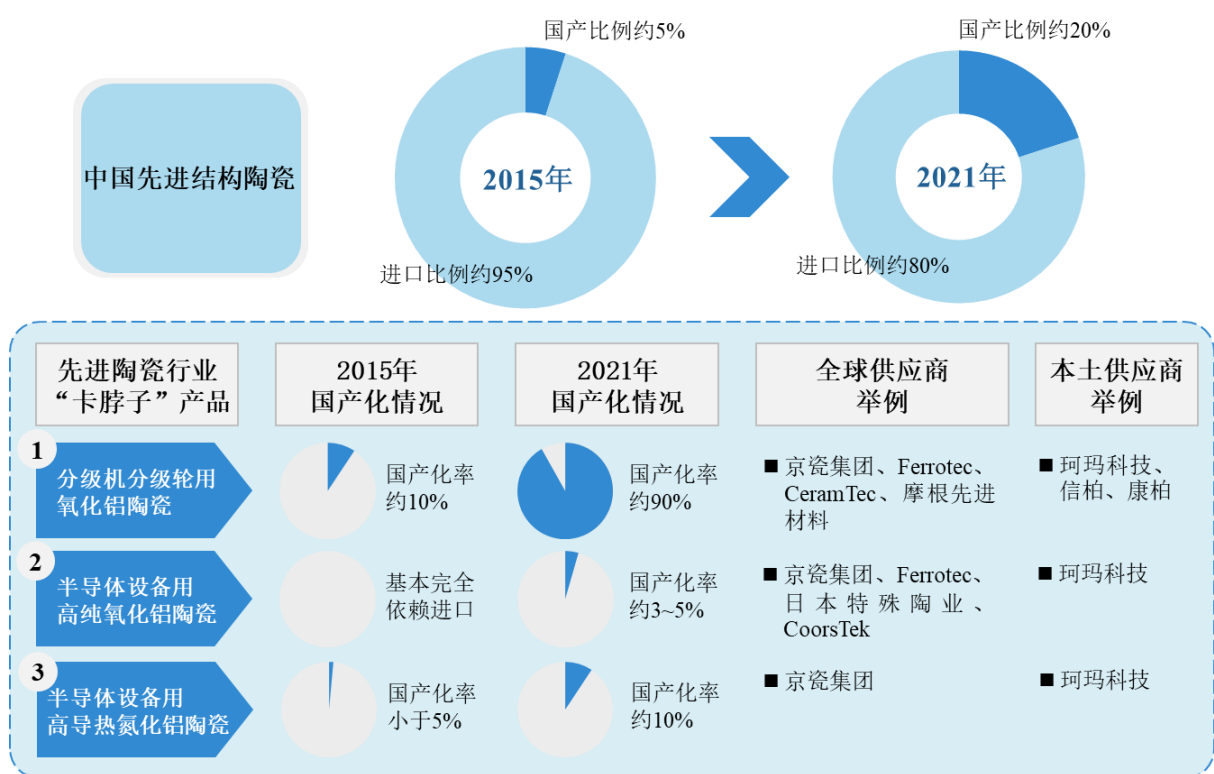 国产比例约5%
国产比例约20%
中国先进结构陶瓷
2015年
2021年
进口比例约95%
进口比例约80%
先进陶瓷行业
“卡脖子”产品
2015年
国产化情况
2021年
国产化情况
全球供应商
举例
本土供应商
举例
1
分级机分级轮用
氧化铝陶瓷
国产化率
约10%
国产化率
约90%
■ 京瓷集团、Ferrotec、
CeramTec、摩根先进
材料
■ 珂玛科技、
信柏、康柏
2
半导体设备用
高纯氧化铝陶瓷
基本完全
依赖进口
国产化率
约3~5%
■ 京瓷集团、Ferrotec、
日本特殊陶业、
CoorsTek
■ 珂玛科技
3
半导体设备用
高导热氮化铝陶瓷
国产化率
小于5%
国产化率
约10%
■ 京瓷集团
■ 珂玛科技